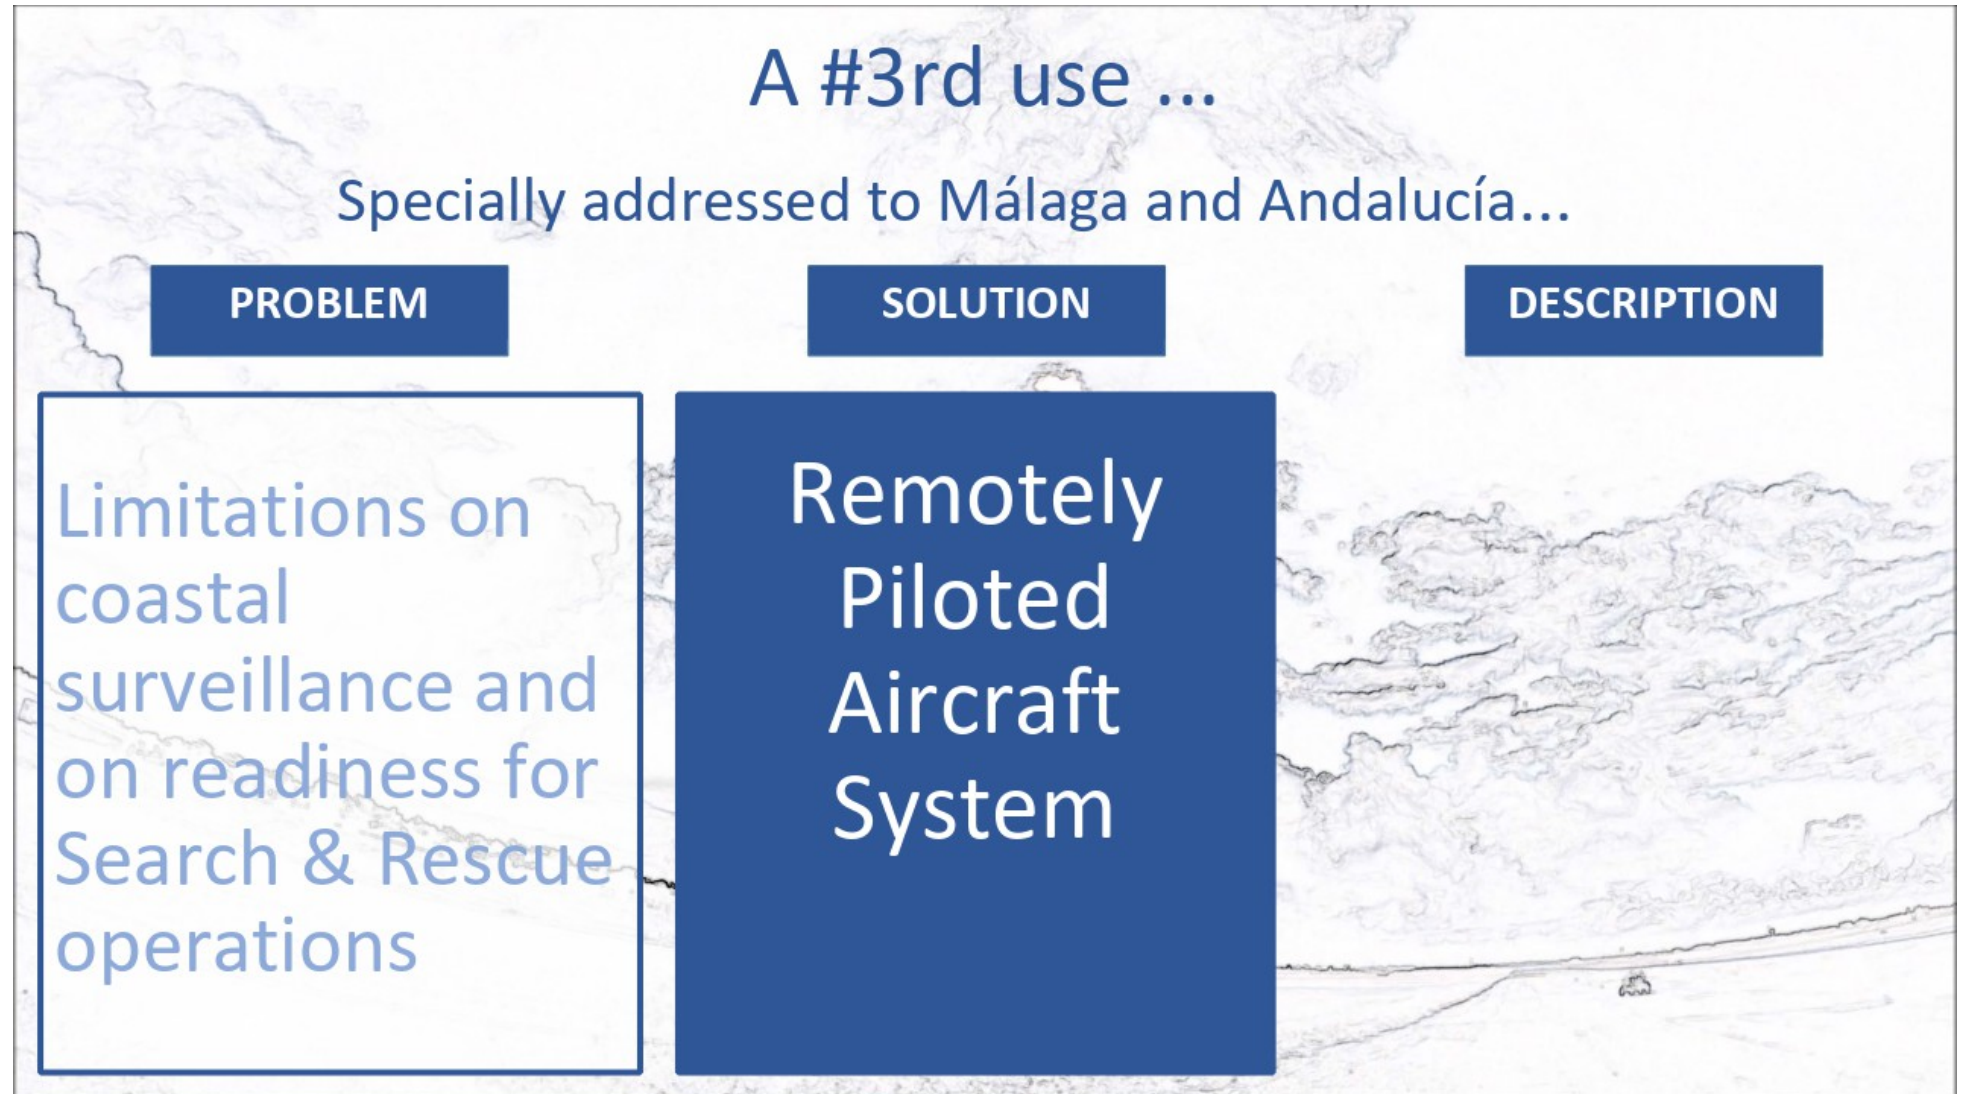 A #3rd use ...
Specially addressed to Málaga and Andalucía...
PROBLEM
SOLUTION
DESCRIPTION
Limitations on
coastal
surveillance and
on readiness for
Search & Rescue
operations
Remotely
Piloted
Aircraft
System